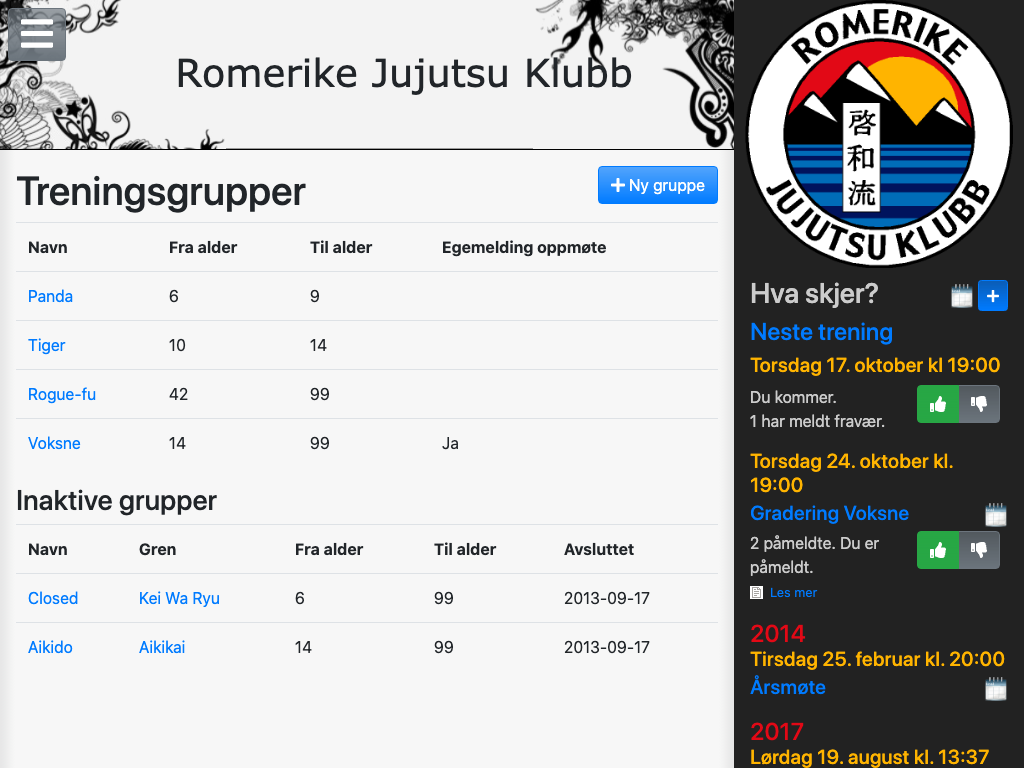 Romerike Jujutsu Klubb
Treningsgrupper
Ny gruppe
Navn Fra alder Til alder Egemelding oppmøte
Panda 6 9
Tiger 10 14
Rogue-fu 42 99
Voksne 14 99 Ja
Inaktive grupper
Navn Gren Fra alder Til alder Avsluttet
Closed Kei Wa Ryu 6 99 2013-09-17
Aikido Aikikai 14 99 2013-09-17
ROMERIKE
啓和流
JUJUTSU KLUBB
Hva skjer?
Neste trening
Torsdag 17. oktober kl 19:00
Du kommer.
1 har meldt fravær.
Torsdag 24. oktober kl.
19:00
Gradering Voksne
2 påmeldte. Du er
påmeldt.
Les mer
2014
Tirsdag 25. februar kl. 20:00
Årsmøte
2017
Lørdag 19. august kl. 13:37